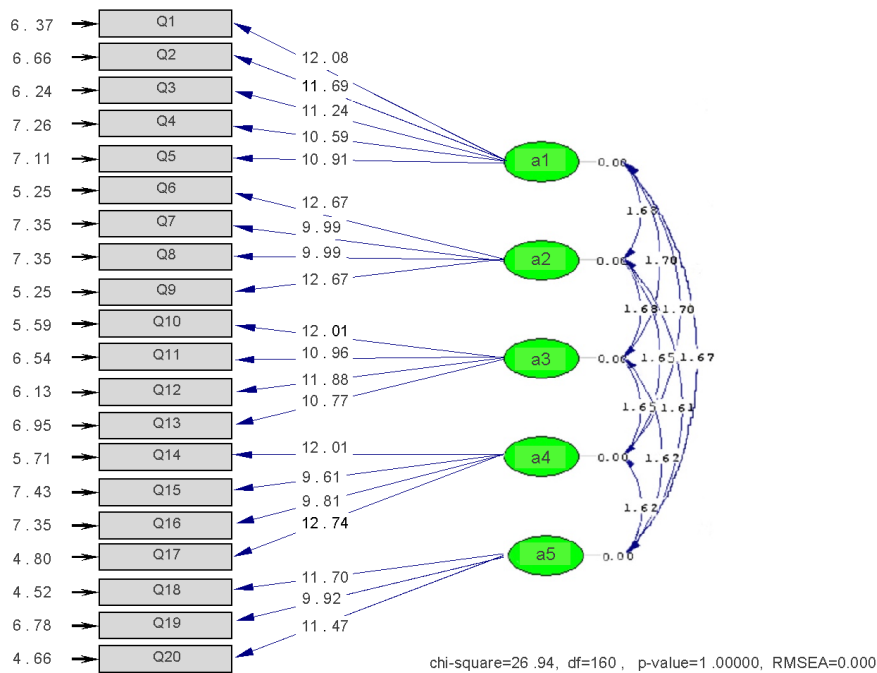 6.37 Q1
6.66 Q2 12.08
6.24 Q3 11.69
7.26 Q4 11.24
10.59
7.11 Q5 10.91 a1 0.00
5.25 Q6 12.67
7.35 Q7 9.99 1.68
7.35 Q8 9.99 a2 0.00 1.70
5.25 Q9 12.67
5.59 Q10 12.01 1.68 1.70
6.54 Q11 10.96 a3 0.00 1.65 1.67
6.13 Q12 11.88
6.95 Q13 10.77 1.65 1.61
5.71 Q14 12.01 a4 0.00 1.62
7.43 Q15 9.61
7.35 Q16 9.81 1.62
12.74
4.80 Q17 a5 0.00
4.52 Q18 11.70
9.92
6.78 Q19 11.47
4.66 Q20
chi-square=26 .94, df=160 , p-value=1 .00000, RMSEA=0.000